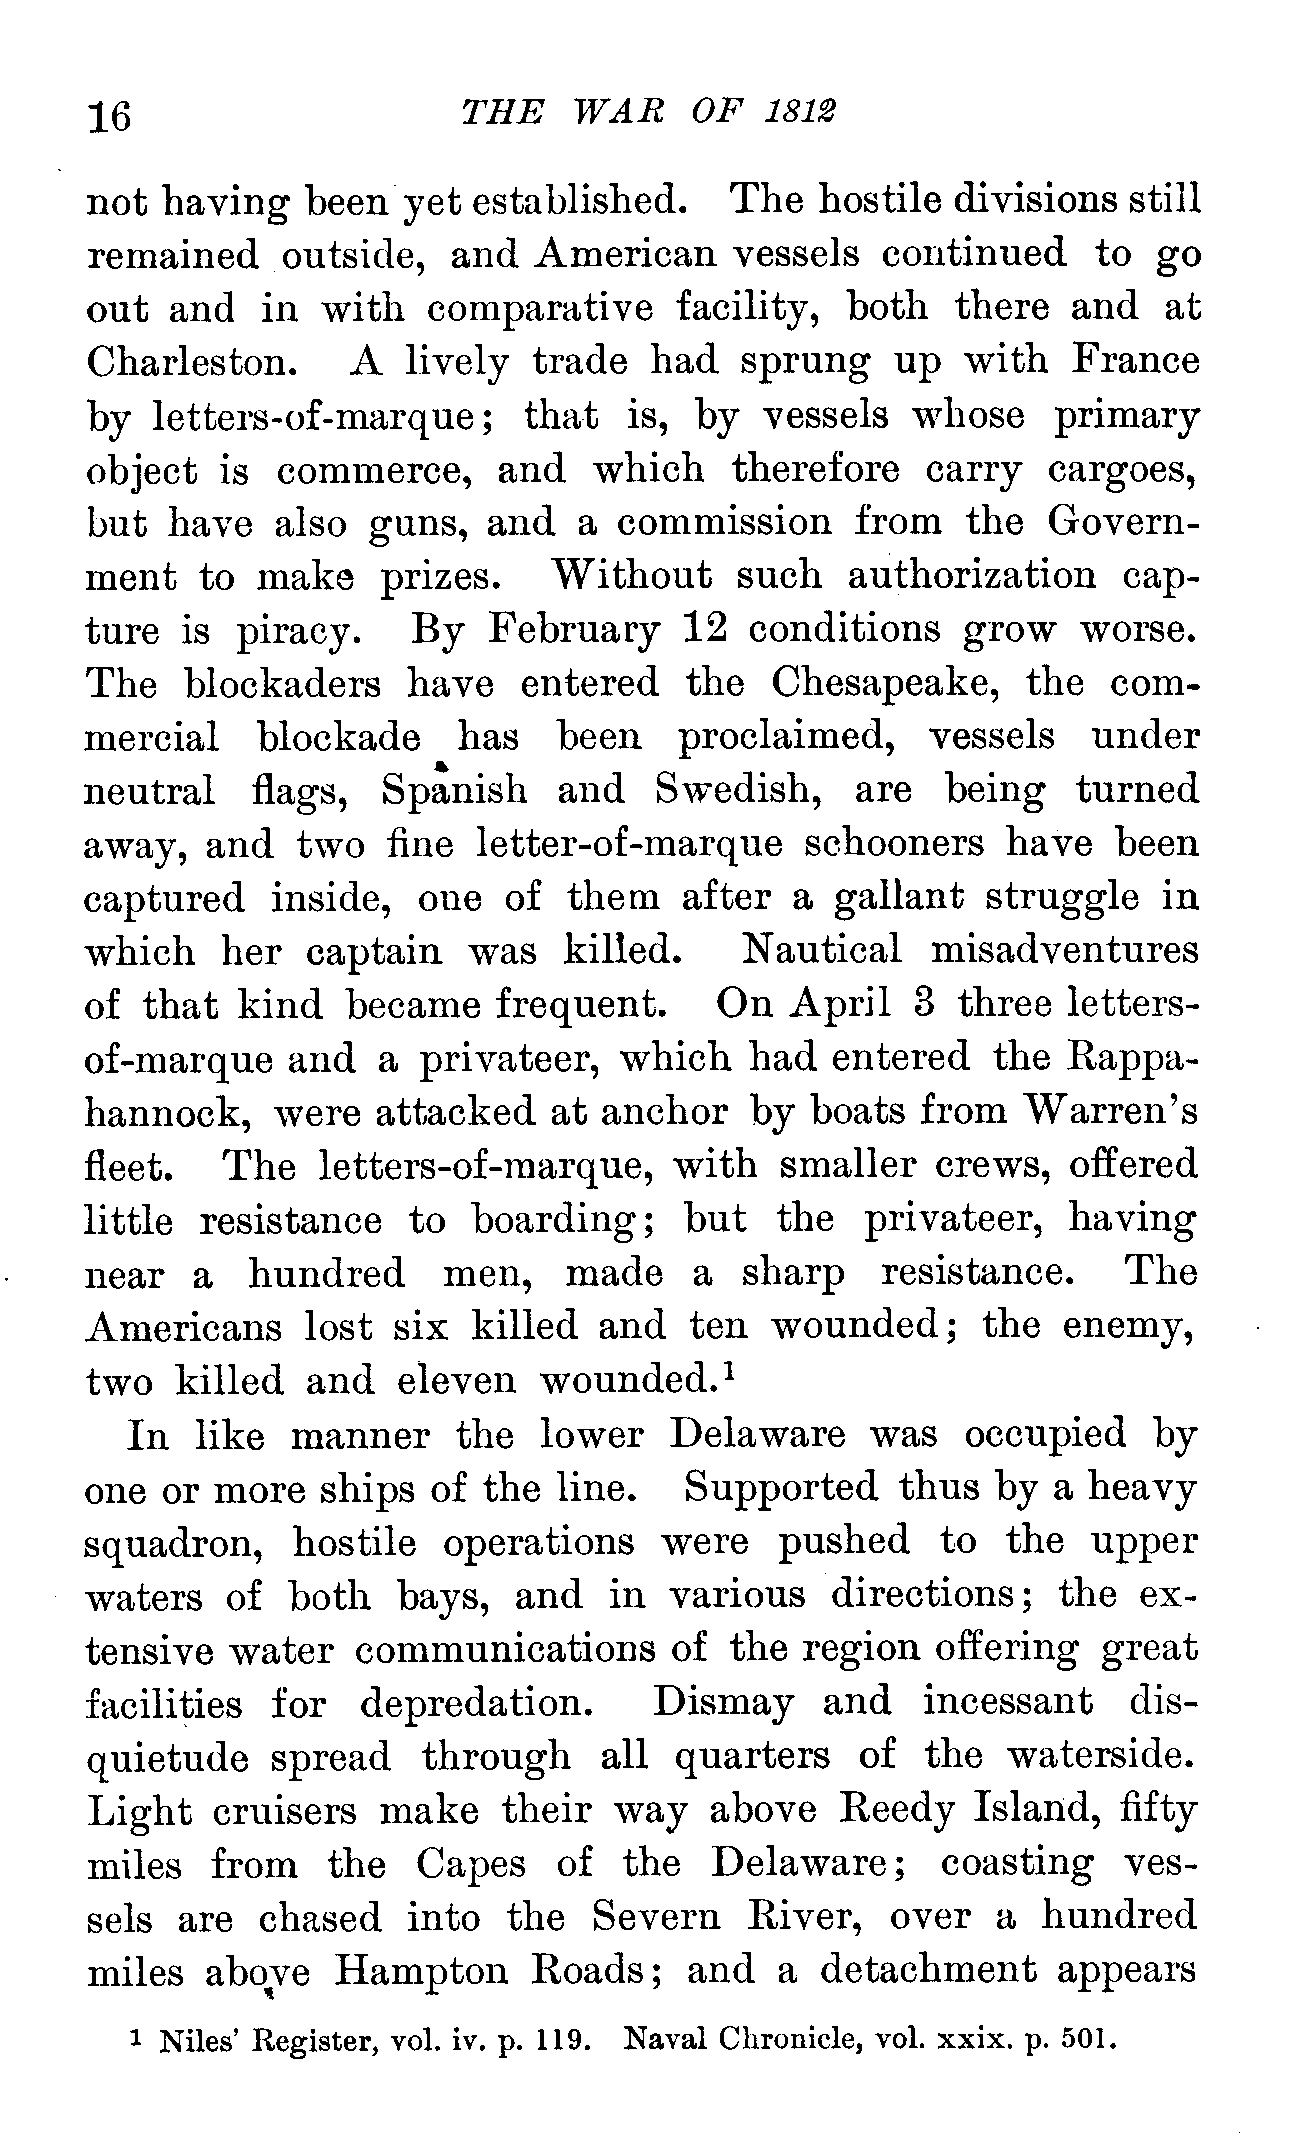 16 THE WAR OF 1812
not having been yet established. The hostile divisions still
remained outside, and American vessels continued to go
out and in with comparative facility, both there and at
Charleston. A lively trade had sprung up with France
by letters-of-marque; that is, by vessels whose primary
object is commerce, and which therefore carry cargoes,
but have also guns, and a commission from the Govern-
ment to make prizes. Without such authorization cap-
ture is piracy. By February 12 conditions grow worse.
The blockaders have entered the Chesapeake, the com-
mercial blockade has been proclaimed, vessels under
neutral flags, Spanish and Swedish, are being turned
away, and two fine letter-of-marque schooners have been
captured inside, one of them after a gallant struggle in
which her captain was killed. Nautical misadventures
of that kind became frequent. On April 3 three letters-
of-marque and a privateer, which had entered the Rappa-
hannock, were attacked at anchor by boats from Warren's
fleet. The letters-of-marque, with smaller crews, offered
little resistance to boarding; but the privateer, having
near a hundred men, made a sharp resistance. The
Americans lost six killed and ten wounded; the enemy,
two killed and eleven wounded.¹
In like manner the lower Delaware was occupied by
one or more ships of the line. Supported thus by a heavy
squadron, hostile operations were pushed to the upper
waters of both bays, and in various directions; the ex-
tensive water communications of the region offering great
facilities for depredation. Dismay and incessant dis-
quietude spread through all quarters of the waterside.
Light cruisers make their way above Reedy Island, fifty
miles from the Capes of the Delaware; coasting ves-
sels are chased into the Severn River, over a hundred
miles above Hampton Roads; and a detachment appears
¹ Niles' Register, vol. iv. p. 119. Naval Chronicle, vol. xxix. p. 501.